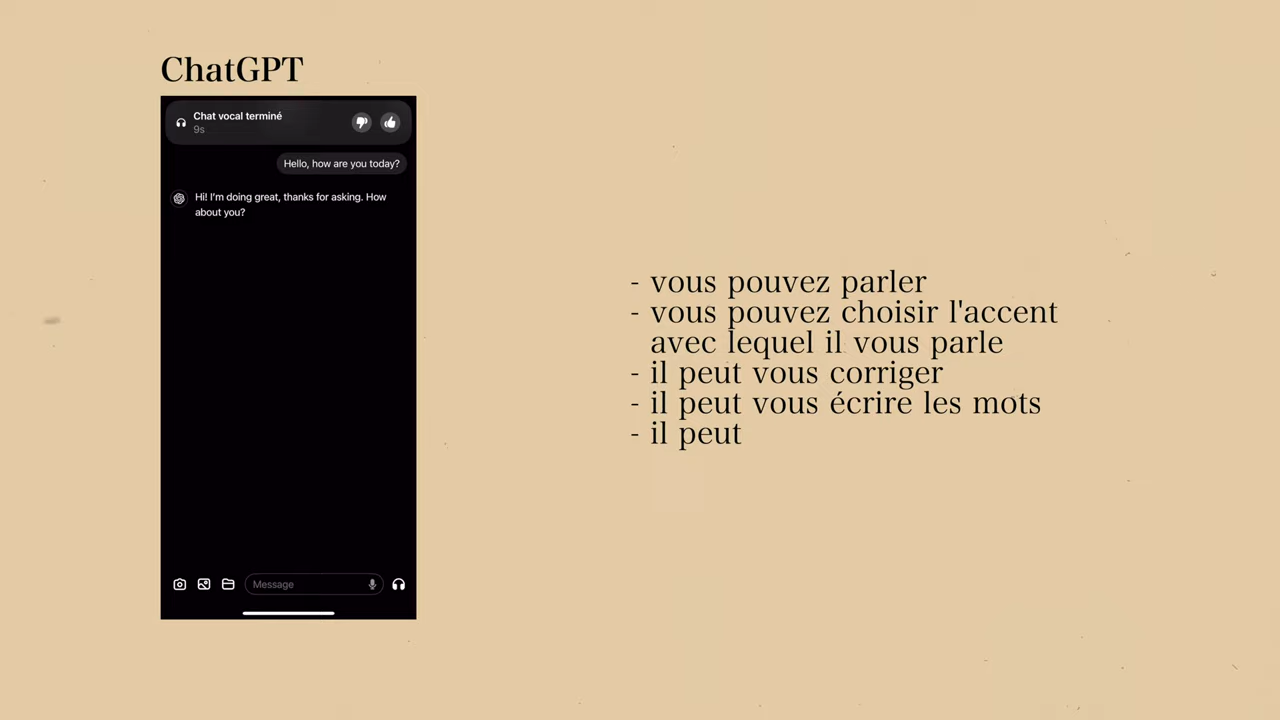 ChatGPT
Chat vocal terminé
9s
Hello, how are you today?
Hi! I'm doing great, thanks for asking. How
about you?
Message
- vous pouvez parler
- vous pouvez choisir l'accent
avec lequel il vous parle
- il peut vous corriger
- il peut vous écrire les mots
- il peut